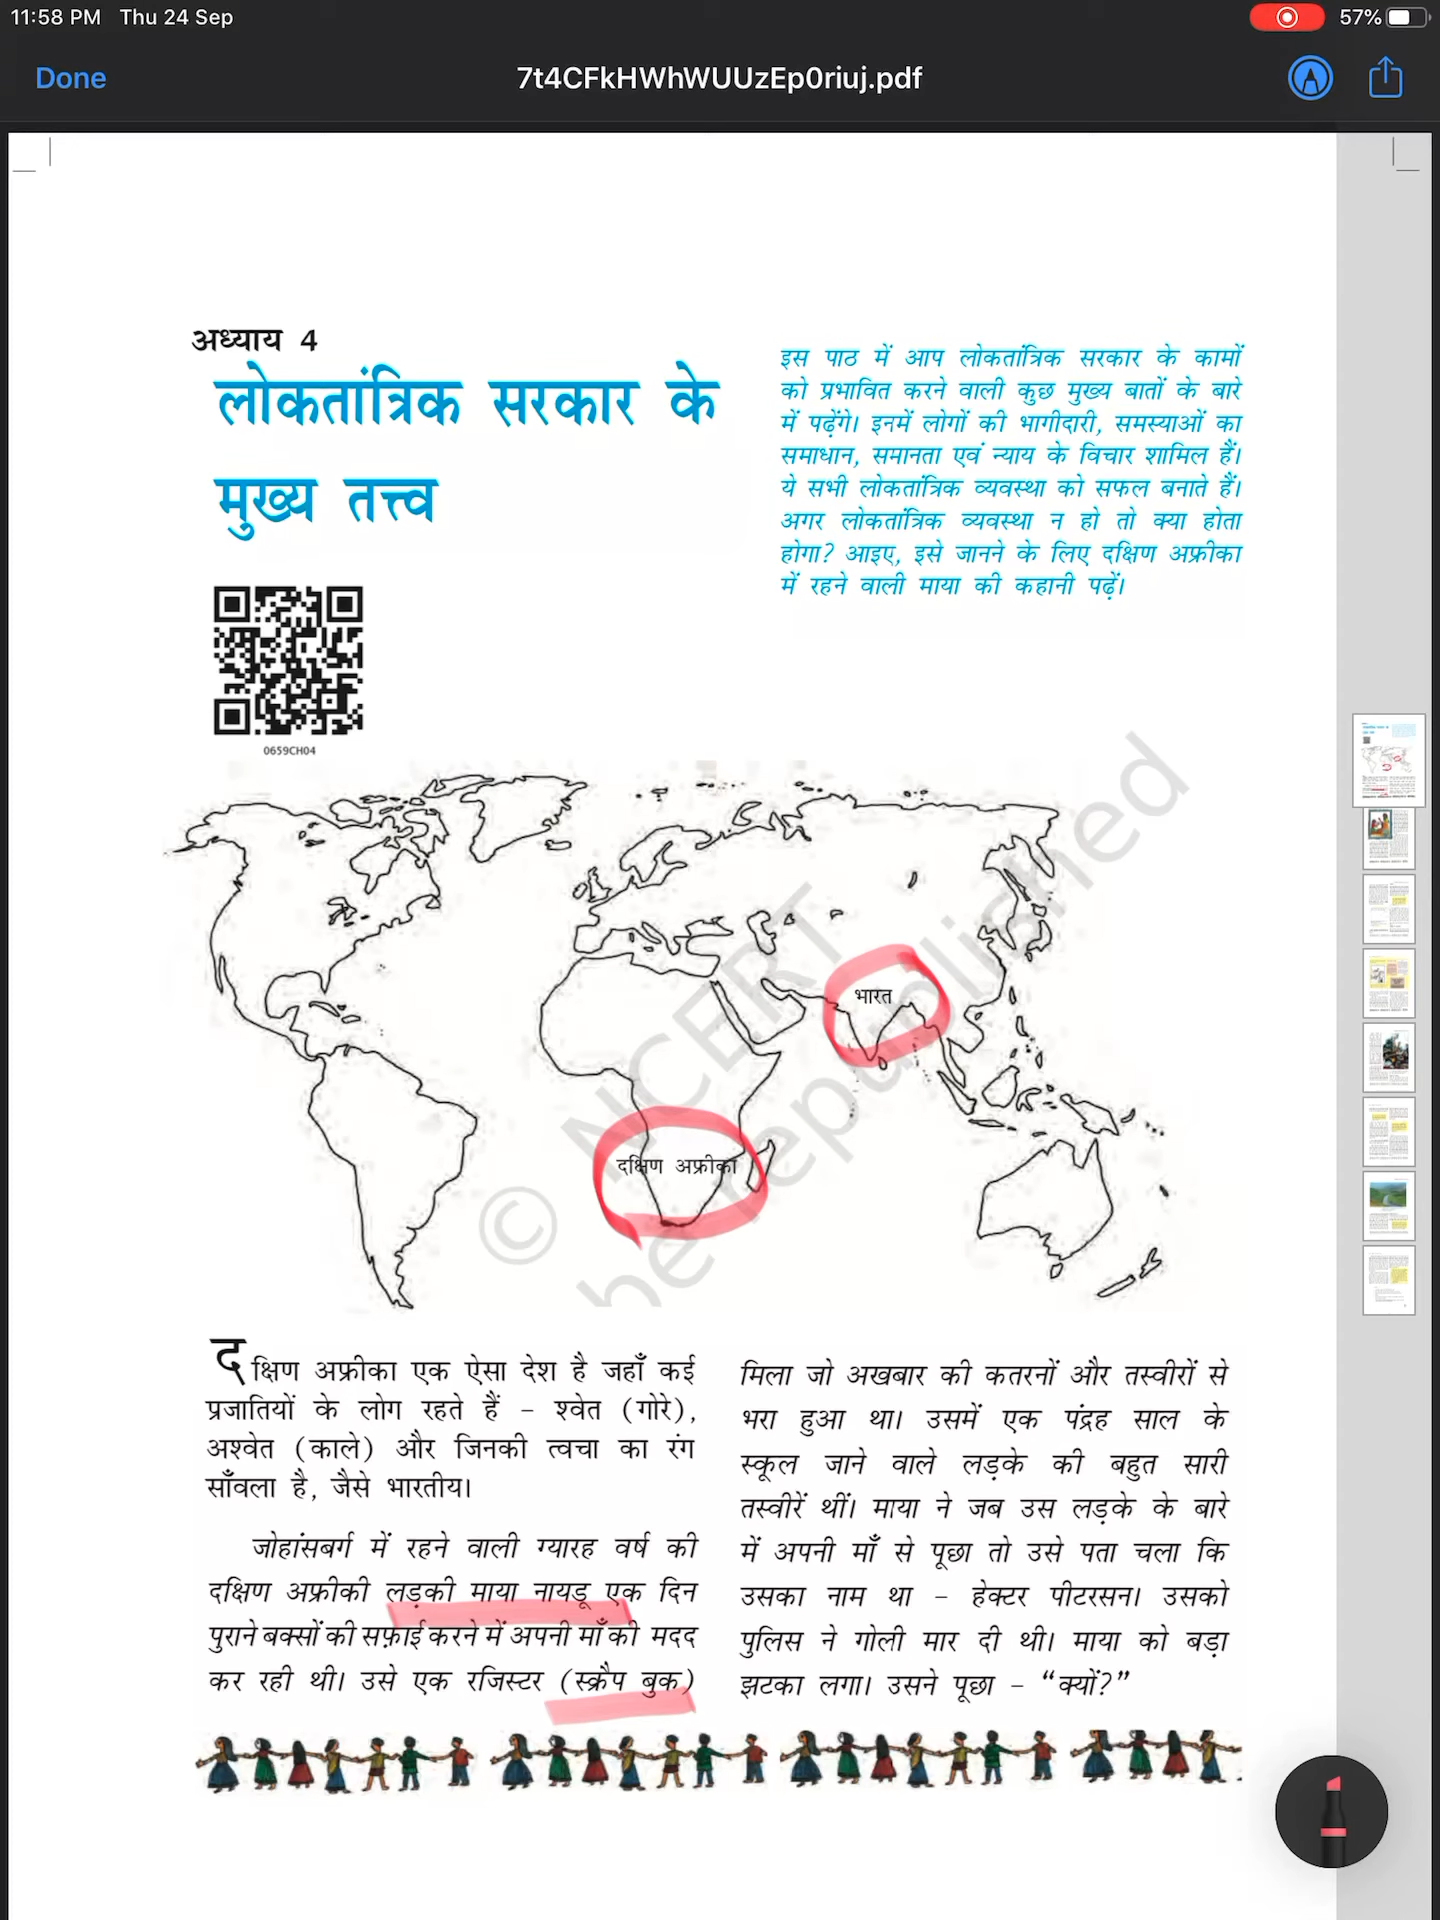 11:58 PM Thu 24 Sep
57%
Done
7t4CFkHWhWUUzEp0riuj.pdf
अध्याय 4
लोकतांत्रिक सरकार के
मुख्य तत्त्व
इस पाठ में आप लोकतांत्रिक सरकार के कामों
को प्रभावित करने वाली कुछ मुख्य बातों के बारे
में पढ़ेंगे। इनमें लोगों की भागीदारी, समस्याओं का
समाधान, समानता एवं न्याय के विचार शामिल हैं।
ये सभी लोकतांत्रिक व्यवस्था को सफल बनाते हैं।
अगर लोकतांत्रिक व्यवस्था न हो तो क्या होता
होगा? आइए, इसे जानने के लिए दक्षिण अफ्रीका
में रहने वाली माया की कहानी पढ़ें।
0659CH04
भारत
दक्षिण अफ्रीका
© NCERT
be republished
दक्षिण अफ्रीका एक ऐसा देश है जहाँ कई
प्रजातियों के लोग रहते हैं – श्वेत (गोरे),
अश्वेत (काले) और जिनकी त्वचा का रंग
साँवला है, जैसे भारतीय।
जोहांसबर्ग में रहने वाली ग्यारह वर्ष की
दक्षिण अफ्रीकी लड़की माया नायडू एक दिन
पुराने बक्सों की सफ़ाई करने में अपनी माँ की मदद
कर रही थी। उसे एक रजिस्टर (स्क्रैप बुक)
मिला जो अखबार की कतरनों और तस्वीरों से
भरा हुआ था। उसमें एक पंद्रह साल के
स्कूल जाने वाले लड़के की बहुत सारी
तस्वीरें थीं। माया ने जब उस लड़के के बारे
में अपनी माँ से पूछा तो उसे पता चला कि
उसका नाम था – हेक्टर पीटरसन। उसको
पुलिस ने गोली मार दी थी। माया को बड़ा
झटका लगा। उसने पूछा – “क्यों?”